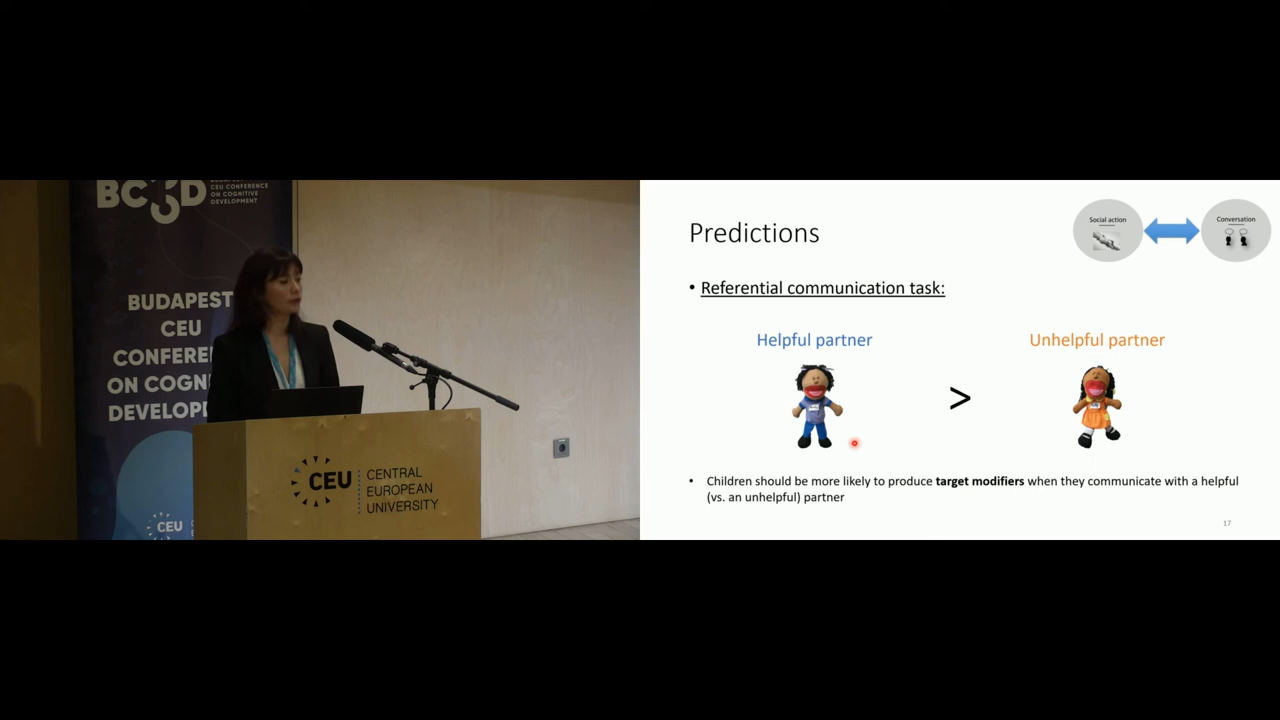 BC D
CEU CONFERENCE
ON COGNITIVE
DEVELOPMENT
BUDAPEST
CEU
CONFERE
ON COGN
DEVELOP
CEU
CEU
CENTRAL
EUROPEAN
UNIVERSITY
Predictions
Social action
Conversation
• Referential communication task:
Helpful partner
Unhelpful partner
>
• Children should be more likely to produce target modifiers when they communicate with a helpful
(vs. an unhelpful) partner
17